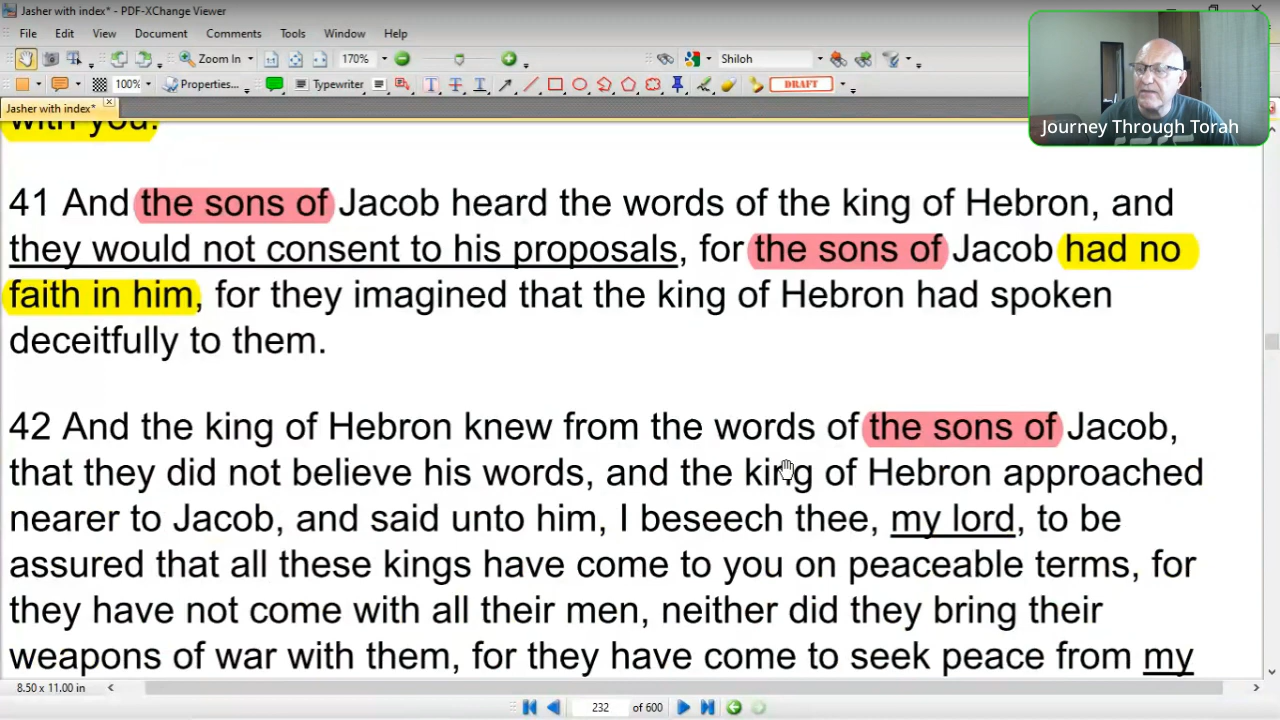 Jasher with index* - PDF-XChange Viewer
File Edit View Document Comments Tools Window Help
Zoom In 170% Shiloh
100% Properties... Typewriter DRAFT
Jasher with index*
Journey Through Torah
with you.
41 And the sons of Jacob heard the words of the king of Hebron, and
they would not consent to his proposals, for the sons of Jacob had no
faith in him, for they imagined that the king of Hebron had spoken
deceitfully to them.
42 And the king of Hebron knew from the words of the sons of Jacob,
that they did not believe his words, and the king of Hebron approached
nearer to Jacob, and said unto him, I beseech thee, my lord, to be
assured that all these kings have come to you on peaceable terms, for
they have not come with all their men, neither did they bring their
weapons of war with them, for they have come to seek peace from my
8.50 x 11.00 in
232 of 600